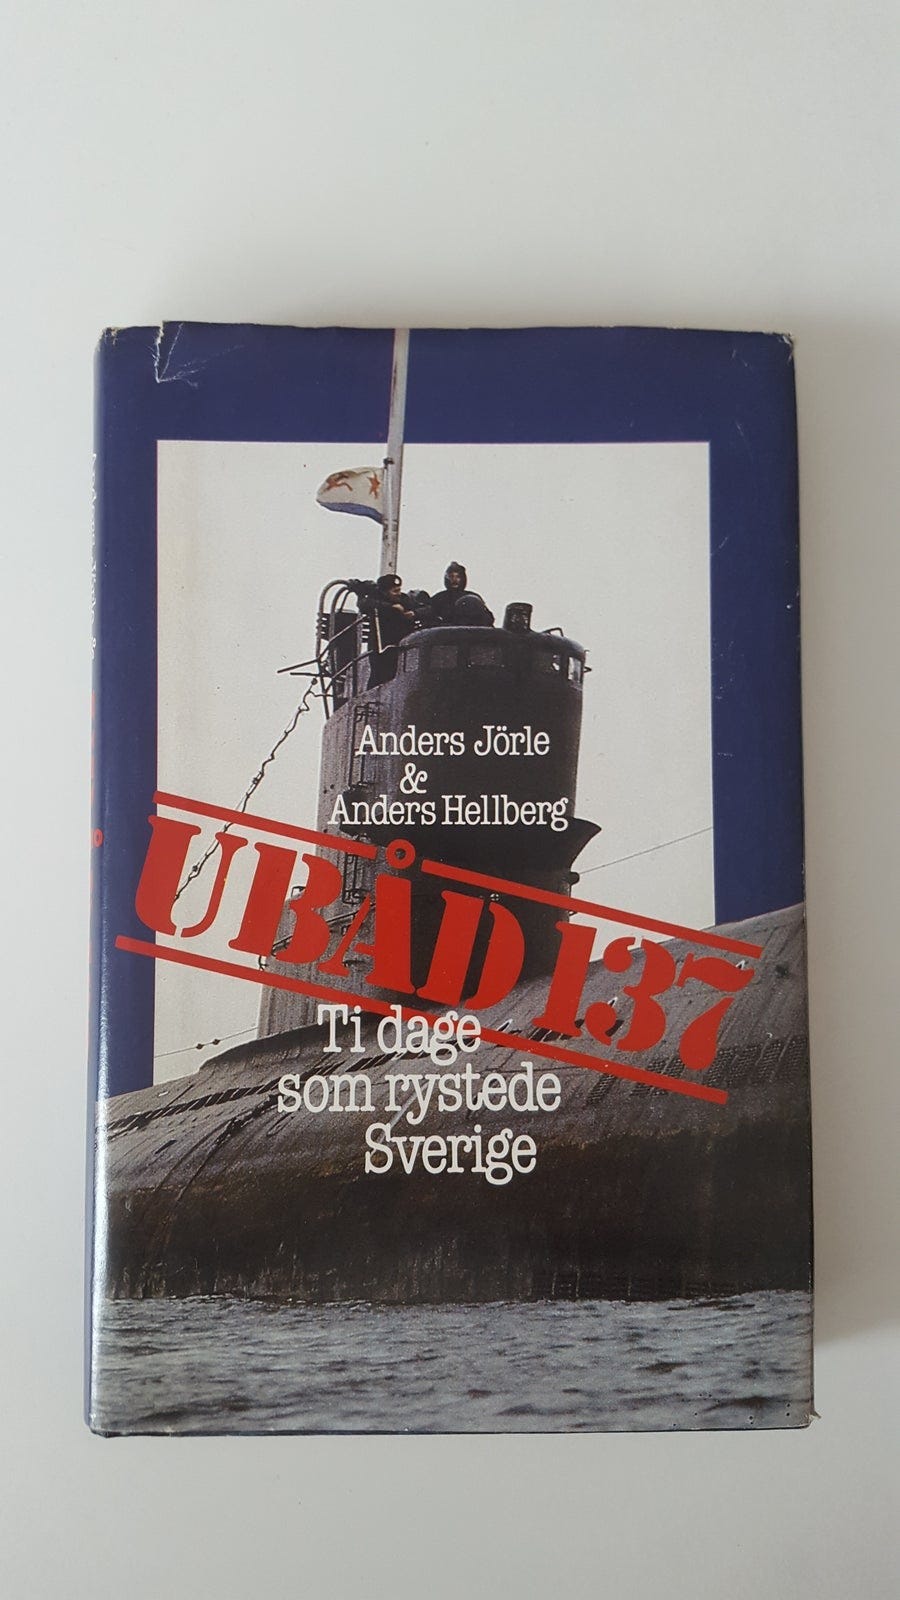 Anders Jörle
&
Anders Hellberg
UBÅD 137
Ti dage
som rystede
Sverige